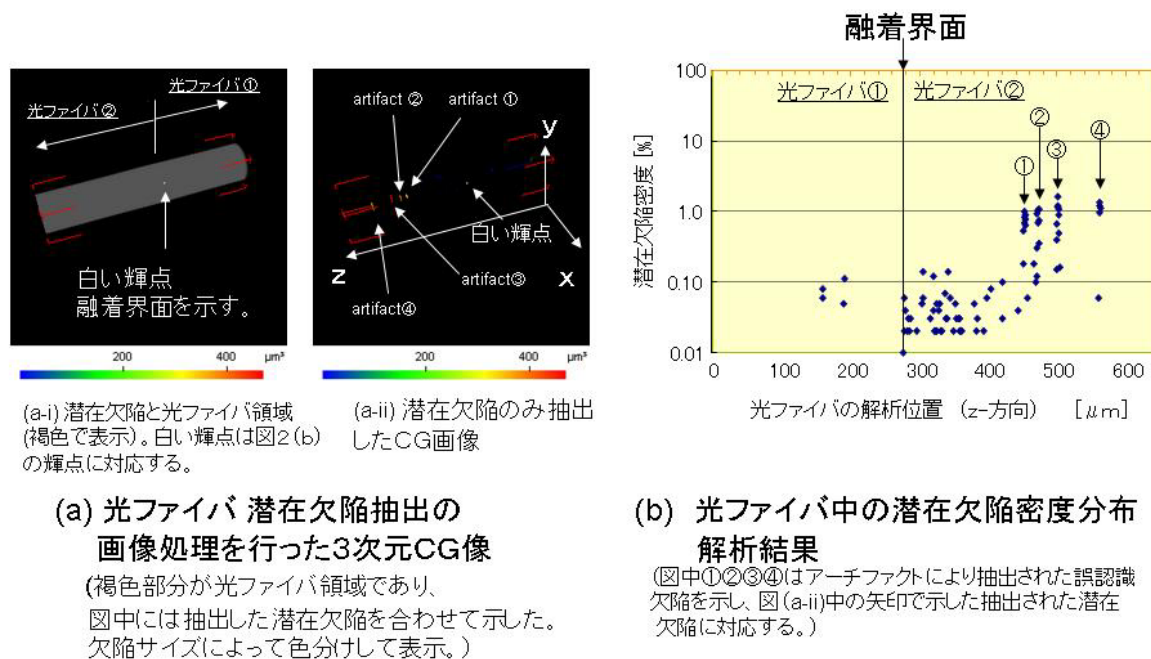 光ファイバ①
光ファイバ②
白い輝点
融着界面を示す。
200
400
μm³
(a-i) 潜在欠陥と光ファイバ領域
(褐色で表示)。白い輝点は図2(b)
の輝点に対応する。
artifact ②
artifact ①
y
白い輝点
z
x
artifact③
artifact④
200
400
μm³
(a-ii) 潜在欠陥のみ抽出
したCG画像
(a) 光ファイバ 潜在欠陥抽出の
画像処理を行った3次元CG像
(褐色部分が光ファイバ領域であり、
図中には抽出した潜在欠陥を合わせて示した。
欠陥サイズによって色分けして表示。)
融着界面
光ファイバ①
光ファイバ②
①
②
③
④
潜在欠陥密度 [%]
100
10
1.0
0.10
0.01
0
100
200
300
400
500
600
光ファイバの解析位置 (z-方向) [μm]
(b) 光ファイバ中の潜在欠陥密度分布
解析結果
(図中①②③④はアーチファクトにより抽出された誤認識
欠陥を示し、図(a-ii)中の矢印で示した抽出された潜在
欠陥に対応する。)